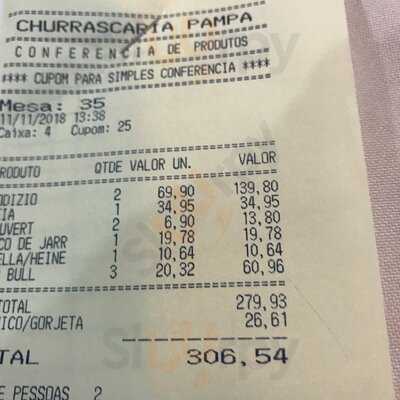 CHURRASCARIA PAMPA
CONFERENCIA DE PRODUTOS
**** CUPOM PARA SIMPLES CONFERENCIA ****
Mesa: 35
11/11/2018 13:38
Caixa: 4 Cupom: 25
RODUTO QTDE VALOR UN. VALOR
DIZIO 2 69,90 139,80
IA 1 34,95 34,95
UVERT 2 6,90 13,80
CO DE JARR 1 19,78 19,78
ELLA/HEINE 1 10,64 10,64
BULL 3 20,32 60,96
TOTAL 279,93
ICO/GORJETA 26,61
TAL 306,54
E PESSOAS 2